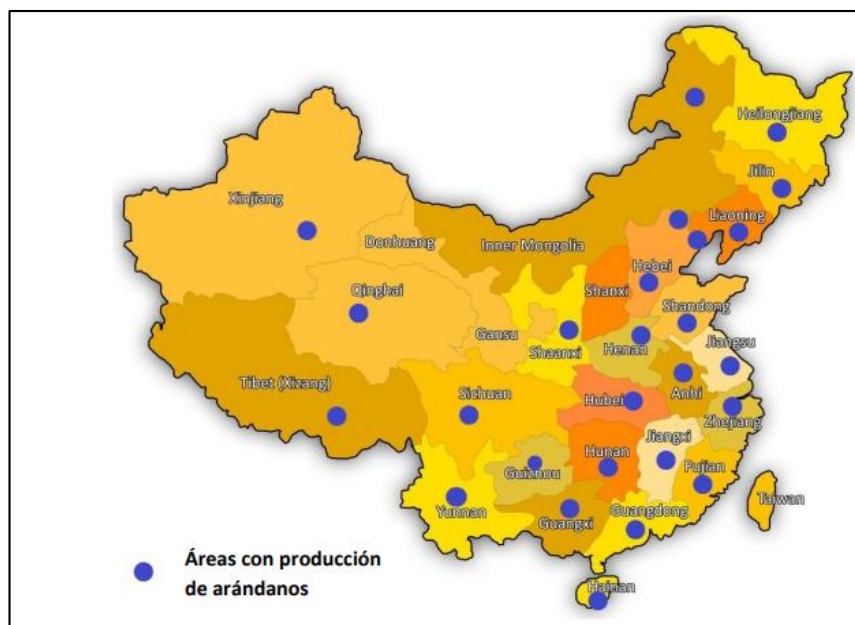 Heilongjiang
Jilin
Liaoning
Xinjiang
Donhuang
Inner Mongolia
Hebei
Qinghai
Shanxi
Shandong
Gansu
Shaanxi
Henan
Jiangsu
Tibet (Xizang)
Sichuan
Hubei
Anhi
Zhejiang
Jiangxi
Hunan
Guizhou
Fujian
Taiwan
Yunnan
Guangxi
Guangdong
Hainan
Áreas con producción
de arándanos